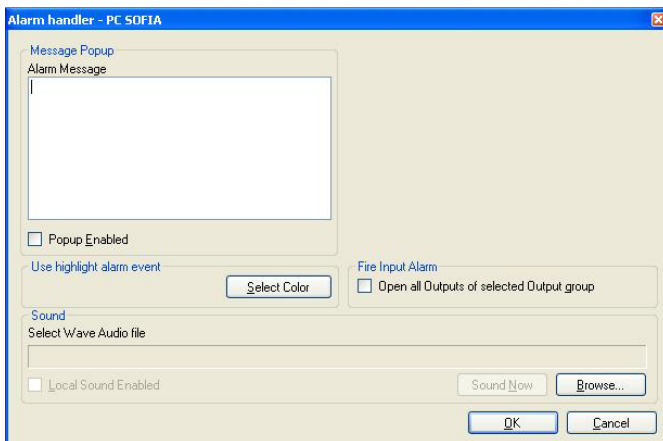 Alarm handler - PC SOFIA
Message Popup
Alarm Message
Popup Enabled
Use highlight alarm event
Select Color
Fire Input Alarm
Open all Outputs of selected Output group
Sound
Select Wave Audio file
Local Sound Enabled
Sound Now
Browse...
OK
Cancel